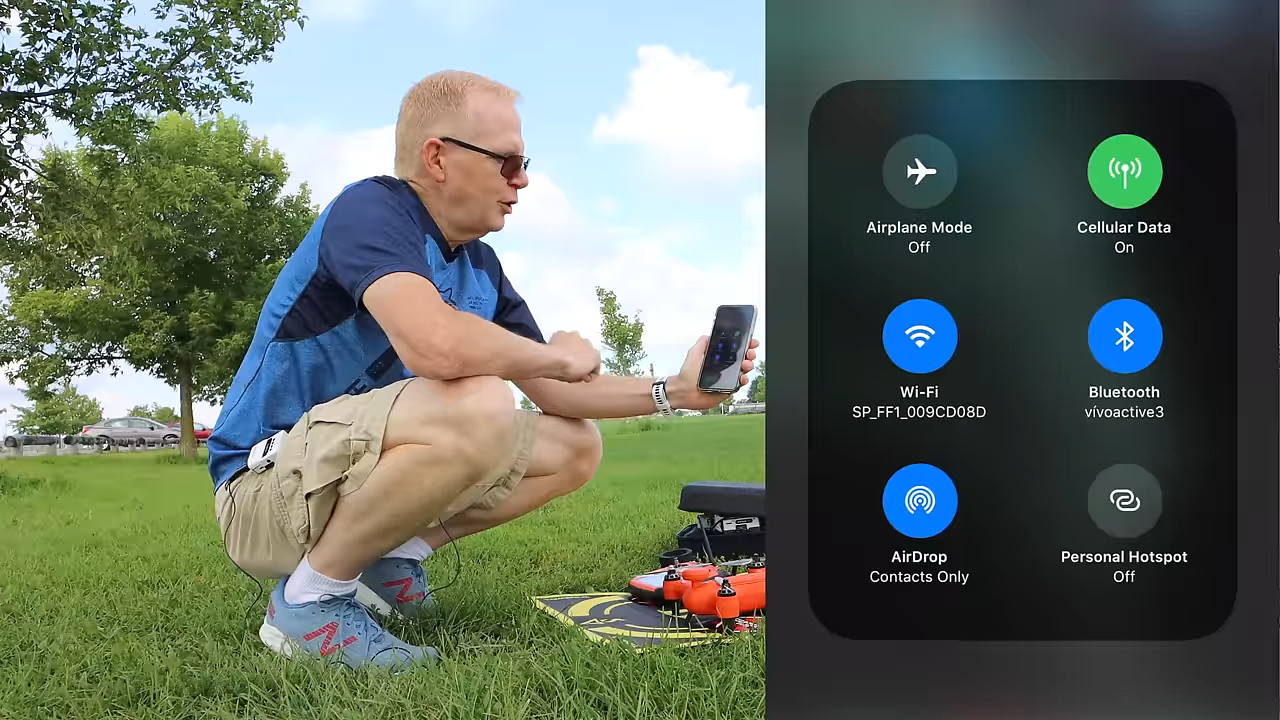 Airplane Mode
Off
Cellular Data
On
Wi-Fi
SP_FF1_009CD08D
Bluetooth
vívoactive3
AirDrop
Contacts Only
Personal Hotspot
Off